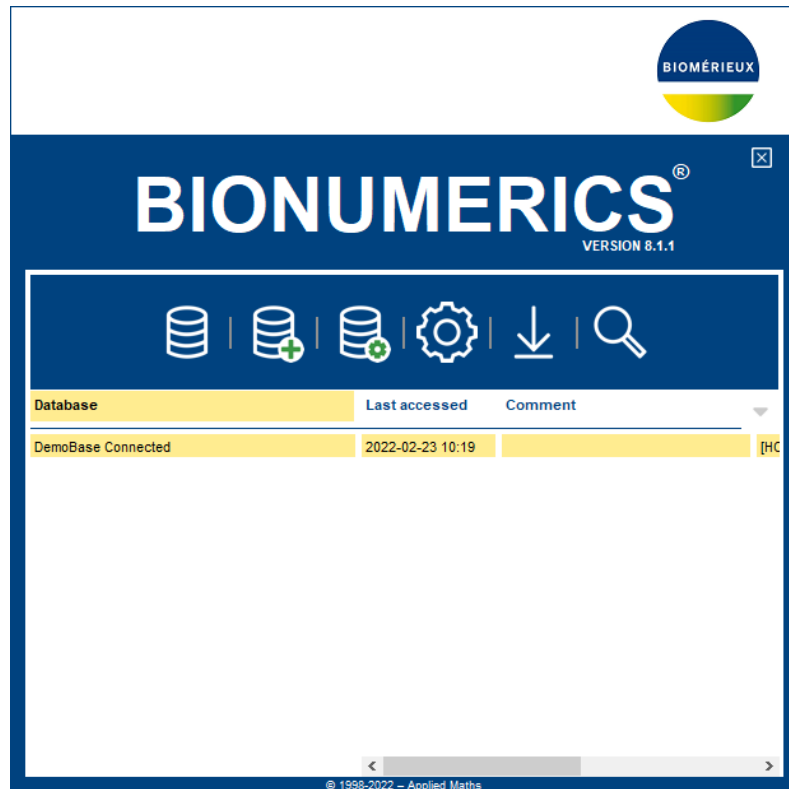 BIOMÉRIEUX
BIONUMERICS®
VERSION 8.1.1
Database Last accessed Comment
DemoBase Connected 2022-02-23 10:19
© 1998-2022 – Applied Maths